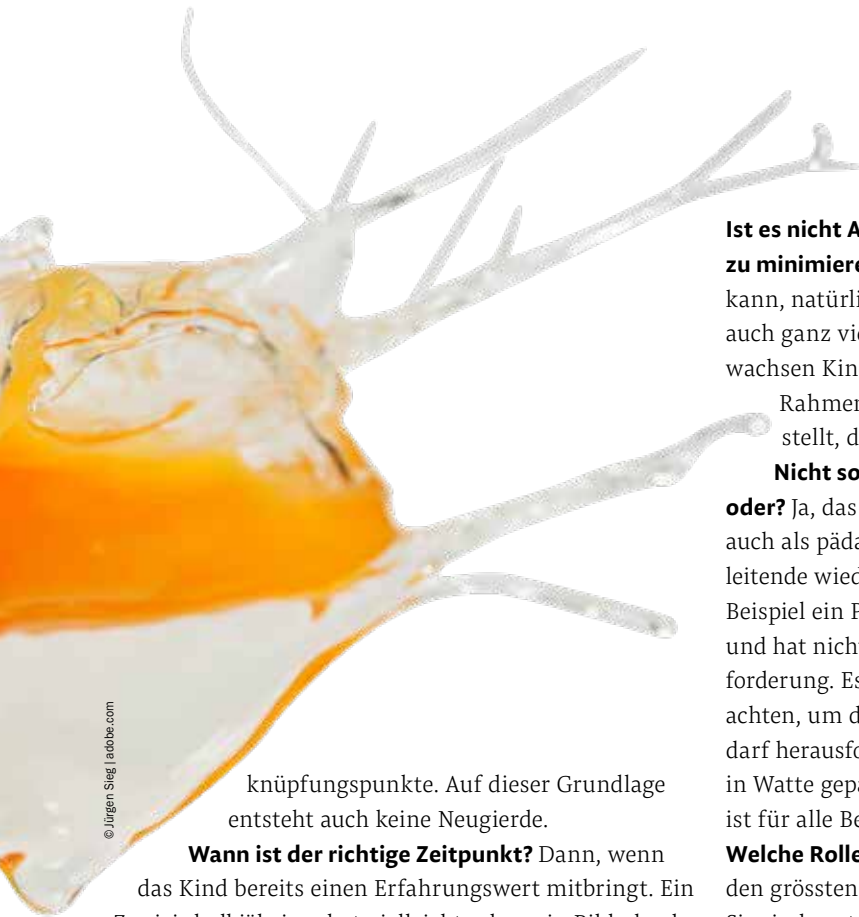 © Jürgen Sieg | adobe.com
knüpfungspunkte. Auf dieser Grundlage
entsteht auch keine Neugierde.
Wann ist der richtige Zeitpunkt? Dann, wenn
das Kind bereits einen Erfahrungswert mitbringt. Ein
Ist es nicht A
zu minimiere
kann, natürli
auch ganz vie
wachsen Kin
Rahmen
stellt, d
Nicht so
oder? Ja, das
auch als päda
leitende wied
Beispiel ein P
und hat nich
forderung. Es
achten, um d
darf herausfo
in Watte gepa
ist für alle Be
Welche Rolle
den grössten